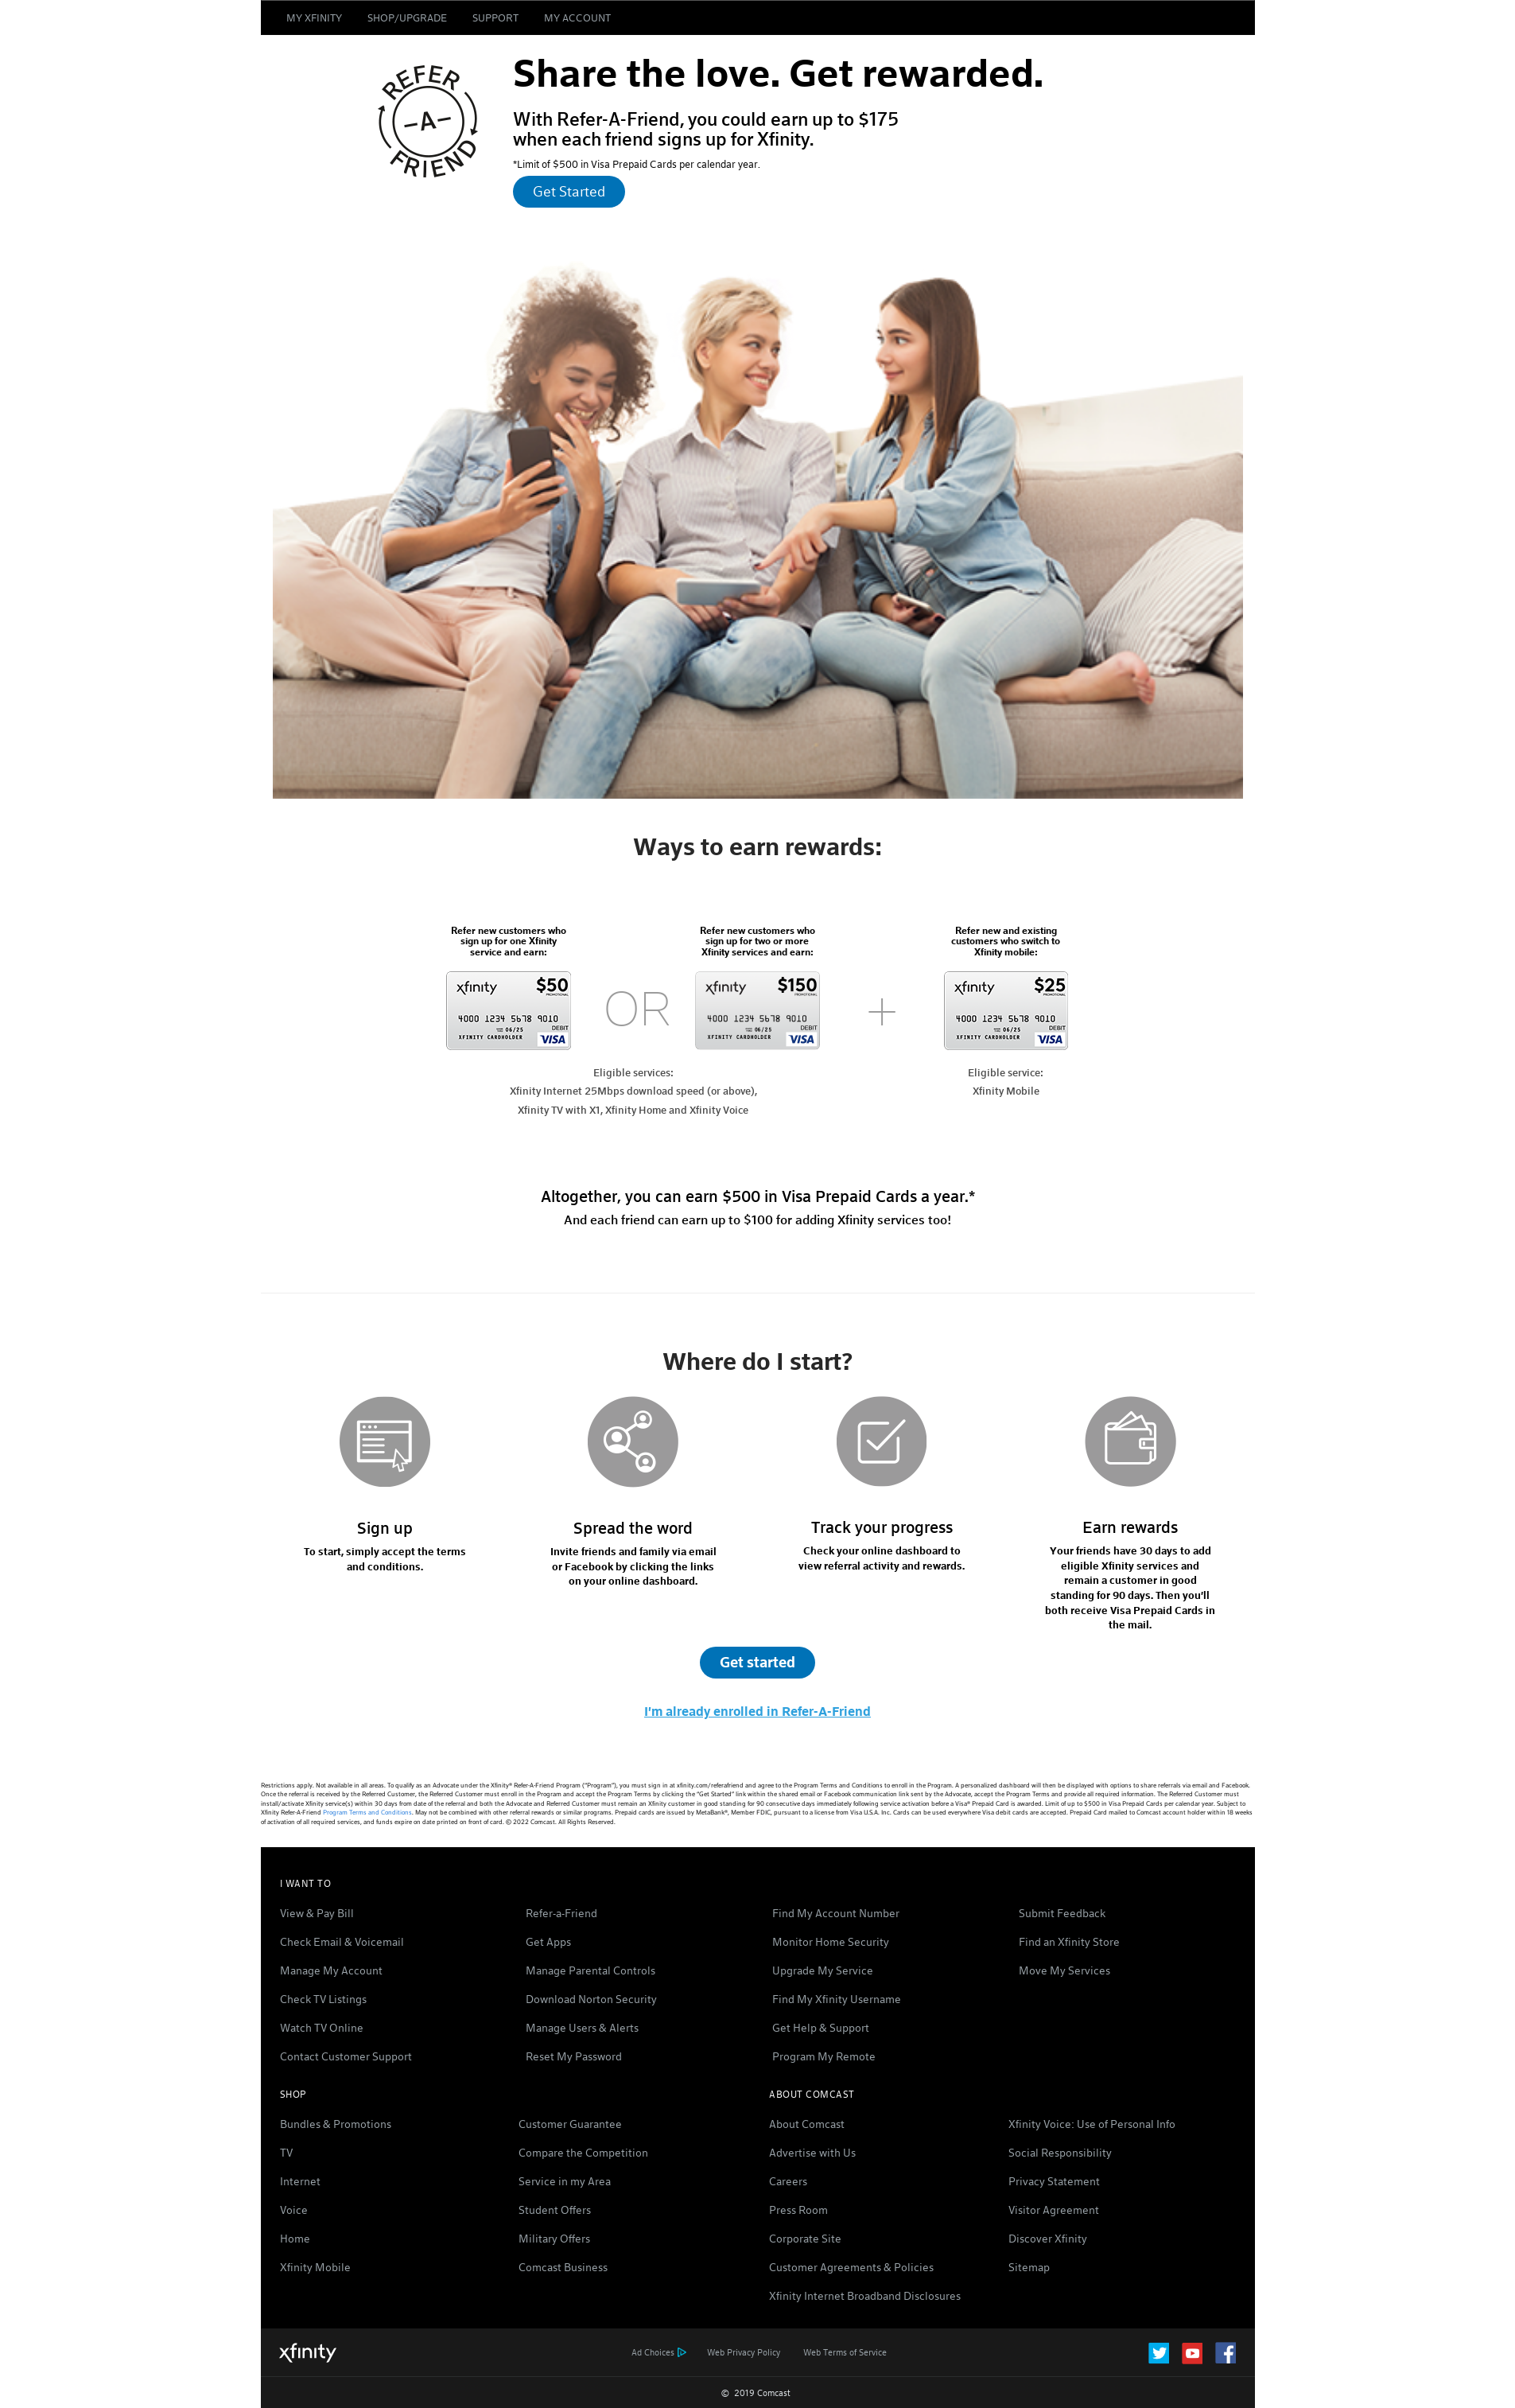 MY XFINITY SHOP/UPGRADE SUPPORT MY ACCOUNT
REFER
-A-
FRIEND
Share the love. Get rewarded.
With Refer-A-Friend, you could earn up to $175
when each friend signs up for Xfinity.
*Limit of $500 in Visa Prepaid Cards per calendar year.
Get Started
Ways to earn rewards:
Refer new customers who
sign up for one Xfinity
service and earn:
xfinity $50
PROMOTIONAL
4000 1234 5678 9010
06/25 DEBIT
XFINITY CARDHOLDER VISA
OR
Refer new customers who
sign up for two or more
Xfinity services and earn:
xfinity $150
PROMOTIONAL
4000 1234 5678 9010
06/25 DEBIT
XFINITY CARDHOLDER VISA
+
Refer new and existing
customers who switch to
Xfinity mobile:
xfinity $25
PROMOTIONAL
4000 1234 5678 9010
06/25 DEBIT
XFINITY CARDHOLDER VISA
Eligible services:
Xfinity Internet 25Mbps download speed (or above),
Xfinity TV with X1, Xfinity Home and Xfinity Voice
Eligible service:
Xfinity Mobile
Altogether, you can earn $500 in Visa Prepaid Cards a year.*
And each friend can earn up to $100 for adding Xfinity services too!
Where do I start?
Sign up
To start, simply accept the terms
and conditions.
Spread the word
Invite friends and family via email
or Facebook by clicking the links
on your online dashboard.
Track your progress
Check your online dashboard to
view referral activity and rewards.
Earn rewards
Your friends have 30 days to add
eligible Xfinity services and
remain a customer in good
standing for 90 days. Then you'll
both receive Visa Prepaid Cards in
the mail.
Get started
I'm already enrolled in Refer-A-Friend
Restrictions apply. Not available in all areas. To qualify as an Advocate under the Xfinity® Refer-A-Friend Program ("Program"), you must sign in at xfinity.com/referafriend and agree to the Program Terms and Conditions to enroll in the Program. A personalized dashboard will then be displayed with options to share referrals via email and Facebook.
Once the referral is received by the Referred Customer, the Referred Customer must enroll in the Program and accept the Program Terms by clicking the "Get Started" link within the shared email or Facebook communication link sent by the Advocate, accept the Program Terms and provide all required information. The Referred Customer must
install/activate Xfinity service(s) within 30 days from date of the referral and both the Advocate and Referred Customer must remain an Xfinity customer in good standing for 90 consecutive days immediately following service activation before a Visa® Prepaid Card is awarded. Limit of up to $500 in Visa Prepaid Cards per calendar year. Subject to
Xfinity Refer-A-Friend Program Terms and Conditions. May not be combined with other referral rewards or similar programs. Prepaid cards are issued by MetaBank®, Member FDIC, pursuant to a license from Visa U.S.A. Inc. Cards can be used everywhere Visa debit cards are accepted. Prepaid Card mailed to Comcast account holder within 18 weeks
of activation of all required services, and funds expire on date printed on front of card. © 2022 Comcast. All Rights Reserved.
I WANT TO
View & Pay Bill
Check Email & Voicemail
Manage My Account
Check TV Listings
Watch TV Online
Contact Customer Support
Refer-a-Friend
Get Apps
Manage Parental Controls
Download Norton Security
Manage Users & Alerts
Reset My Password
Find My Account Number
Monitor Home Security
Upgrade My Service
Find My Xfinity Username
Get Help & Support
Program My Remote
Submit Feedback
Find an Xfinity Store
Move My Services
SHOP
Bundles & Promotions
TV
Internet
Voice
Home
Xfinity Mobile
Customer Guarantee
Compare the Competition
Service in my Area
Student Offers
Military Offers
Comcast Business
ABOUT COMCAST
About Comcast
Advertise with Us
Careers
Press Room
Corporate Site
Customer Agreements & Policies
Xfinity Internet Broadband Disclosures
Xfinity Voice: Use of Personal Info
Social Responsibility
Privacy Statement
Visitor Agreement
Discover Xfinity
Sitemap
xfinity
Ad Choices Web Privacy Policy Web Terms of Service
© 2019 Comcast